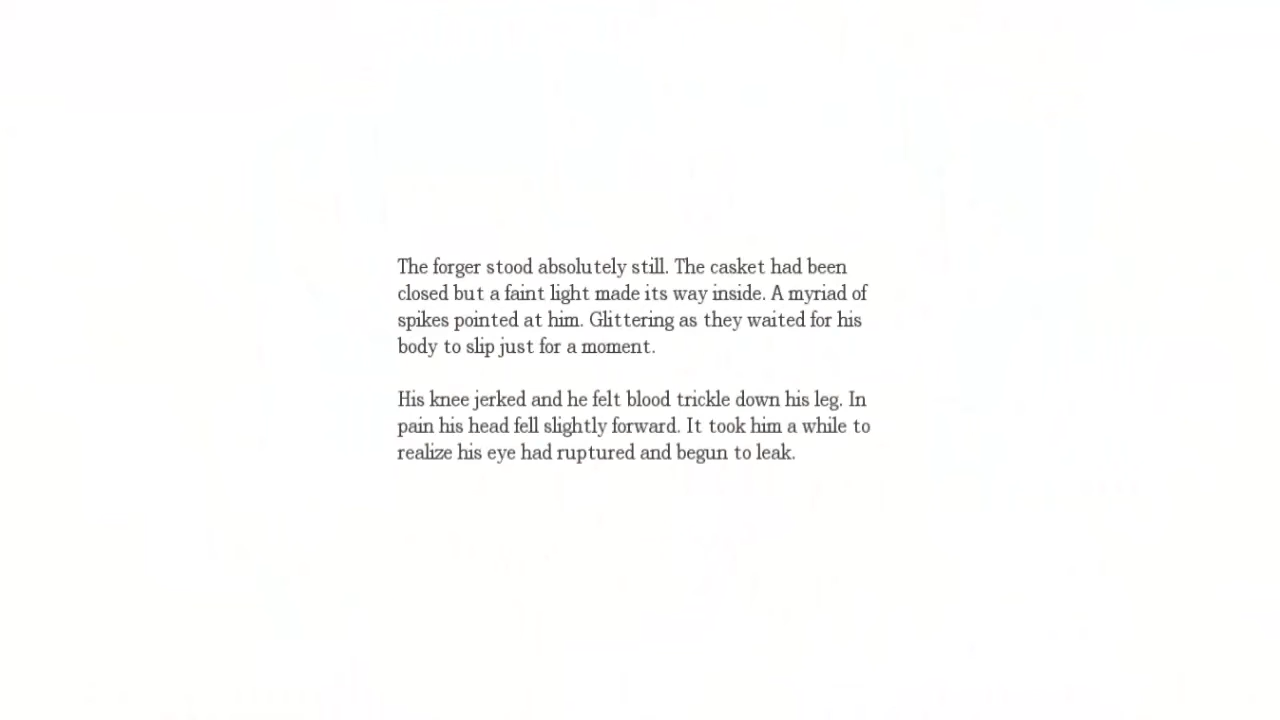 The forger stood absolutely still. The casket had been
closed but a faint light made its way inside. A myriad of
spikes pointed at him. Glittering as they waited for his
body to slip just for a moment.
His knee jerked and he felt blood trickle down his leg. In
pain his head fell slightly forward. It took him a while to
realize his eye had ruptured and begun to leak.